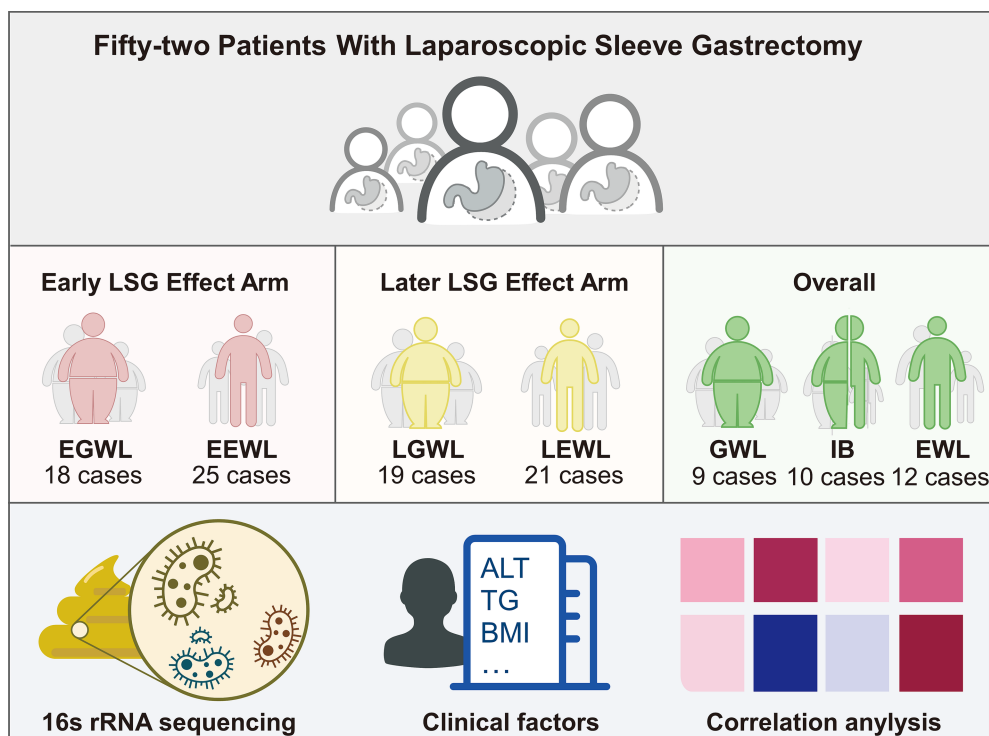 Fifty-two Patients With Laparoscopic Sleeve Gastrectomy
Early LSG Effect Arm
EGWL
18 cases
EEWL
25 cases
Later LSG Effect Arm
LGWL
19 cases
LEWL
21 cases
Overall
GWL
9 cases
IB
10 cases
EWL
12 cases
16s rRNA sequencing
ALT
TG
BMI
...
Clinical factors
Correlation anylysis